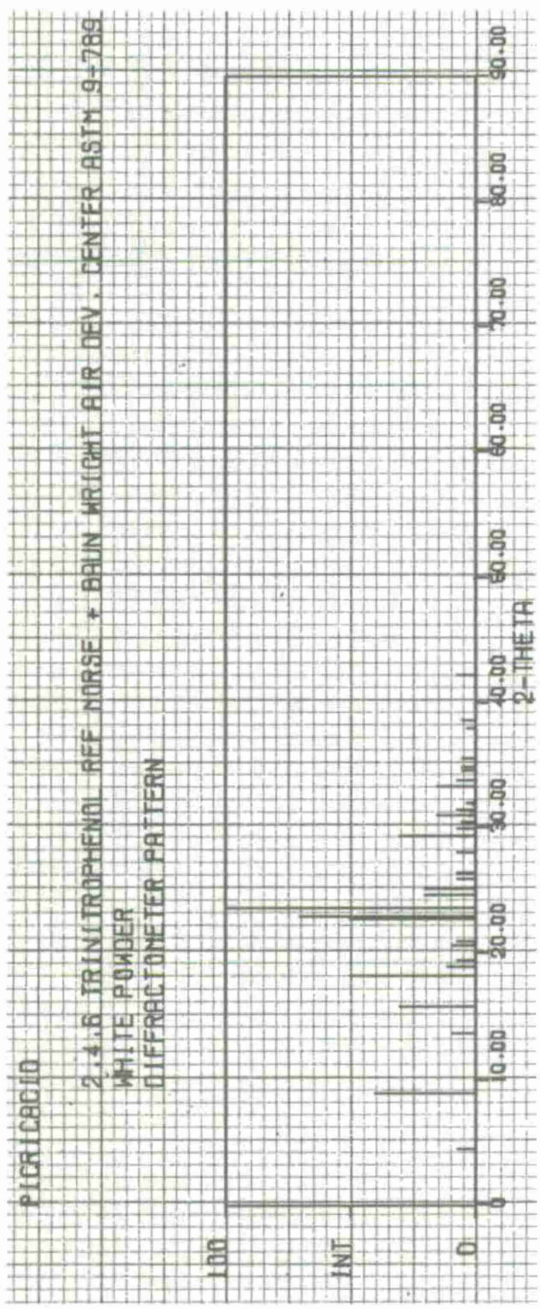 PICRICACID
2,4,6 TRINITROPHENOL REF MORSE + BAUN WRIGHT AIR DEV. CENTER ASTM 9-789
WHITE POWDER
DIFFRACTOMETER PATTERN
100
INT
0
0 10.00 20.00 30.00 40.00 50.00 60.00 70.00 80.00 90.00
2-THETA